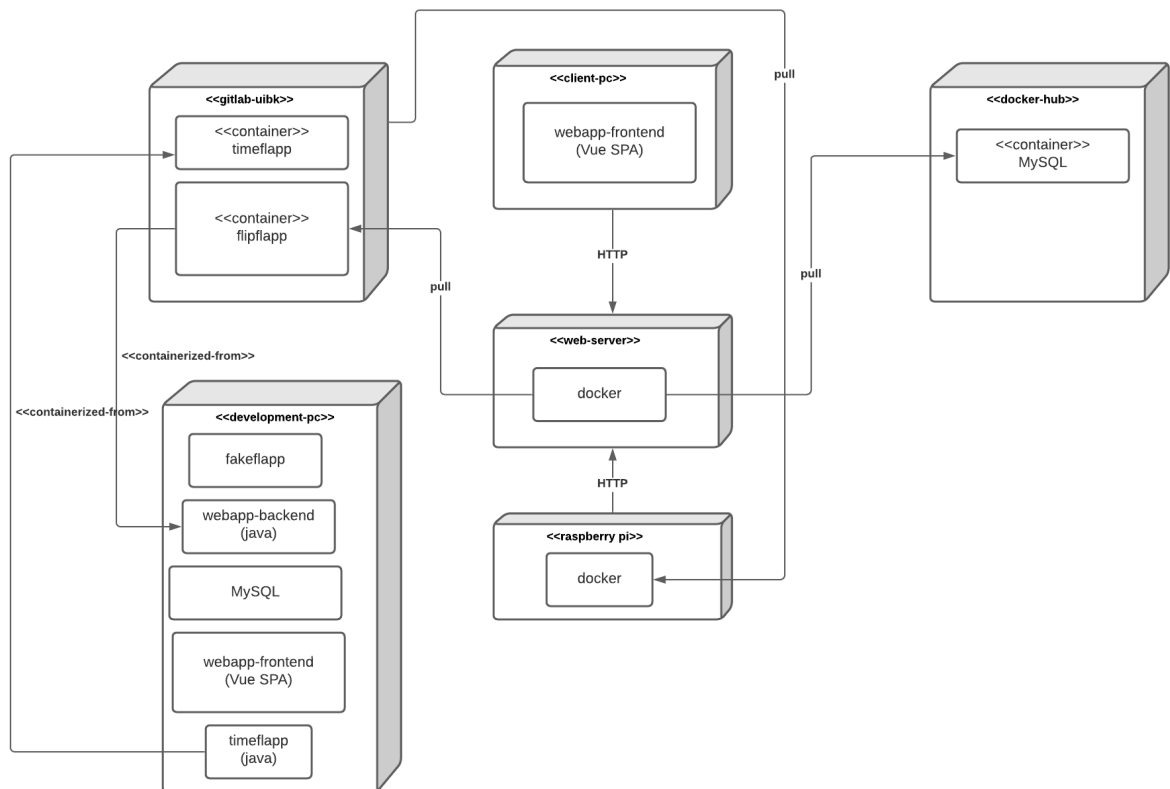 <<gitlab-uibk>>
<<container>>
timeflapp
<<container>>
flipflapp
<<client-pc>>
webapp-frontend
(Vue SPA)
pull
<<docker-hub>>
<<container>>
MySQL
HTTP
pull
pull
<<web-server>>
docker
<<containerized-from>>
<<containerized-from>>
HTTP
<<raspberry pi>>
docker
<<development-pc>>
fakeflapp
webapp-backend
(java)
MySQL
webapp-frontend
(Vue SPA)
timeflapp
(java)